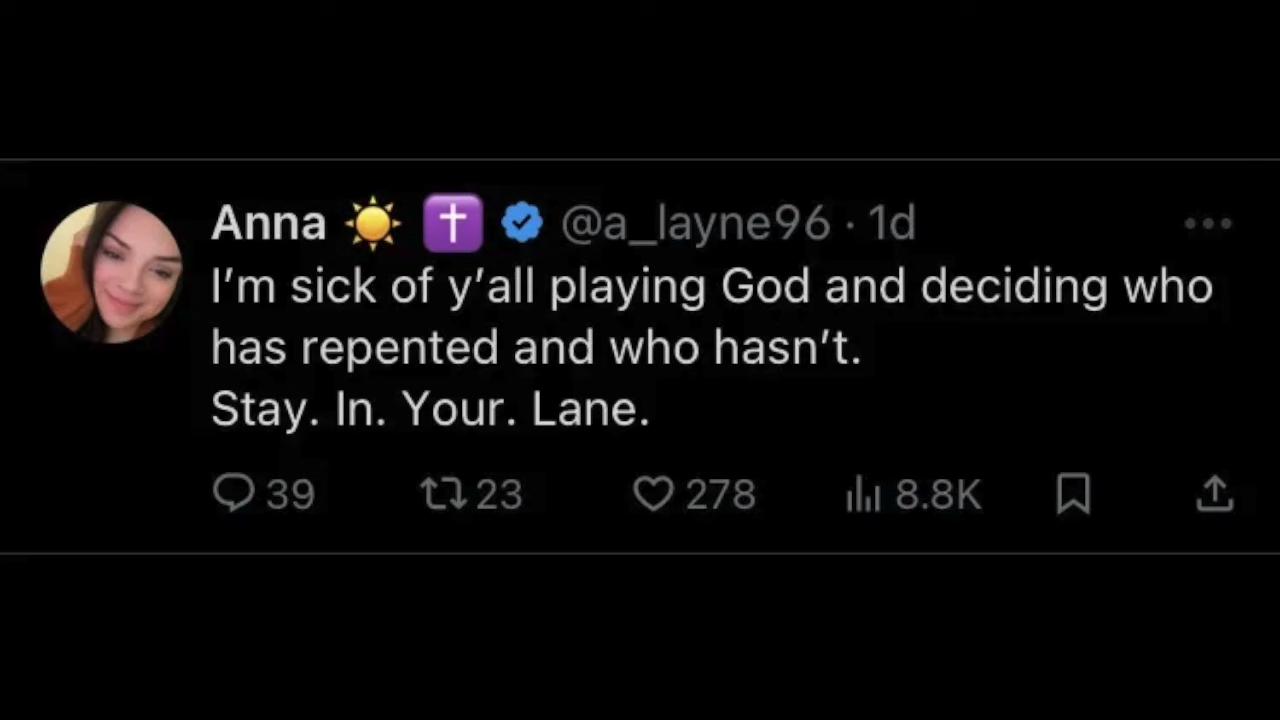 Anna ☀️ ✝️ @a_layne96 · 1d
I’m sick of y’all playing God and deciding who
has repented and who hasn’t.
Stay. In. Your. Lane.
39 23 278 8.8K